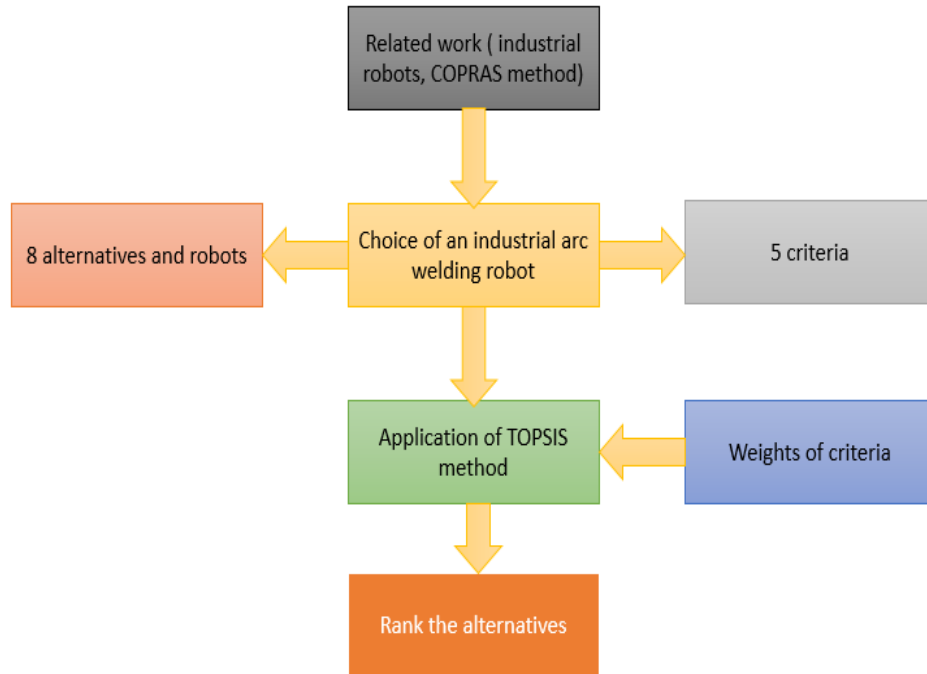 Related work ( industrial
robots, COPRAS method)
8 alternatives and robots
Choice of an industrial arc
welding robot
5 criteria
Application of TOPSIS
method
Weights of criteria
Rank the alternatives